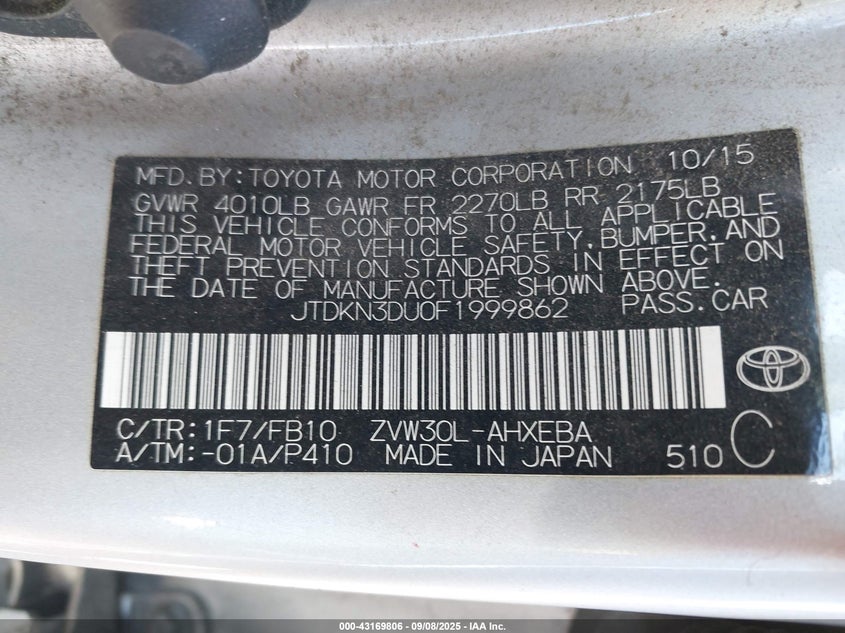 MFD.BY:TOYOTA MOTOR CORPORATION 10/15
GVWR 4010LB GAWR FR 2270LB RR 2175LB
THIS VEHICLE CONFORMS TO ALL APPLICABLE
FEDERAL MOTOR VEHICLE SAFETY,BUMPER,AND
THEFT PREVENTION STANDARDS IN EFFECT ON
THE DATE OF MANUFACTURE SHOWN ABOVE.
JTDKN3DU0F1999862 PASS.CAR
C/TR:1F7/FB10 ZVW30L-AHXEBA
A/TM:-01A/P410 MADE IN JAPAN 510 C
000-43169806 - 09/08/2025 - IAA Inc.